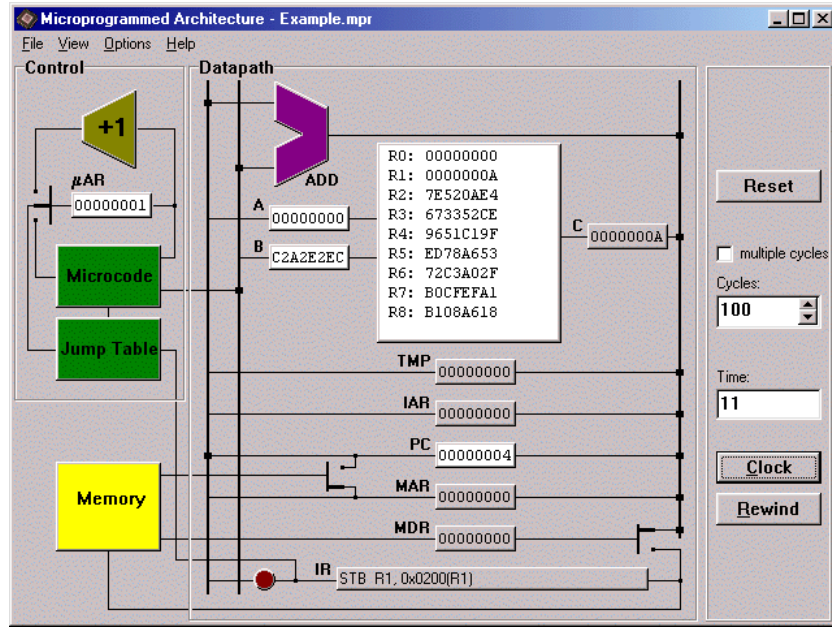 Microprogrammed Architecture - Example.mpr
File View Options Help
Control
+1
µAR
00000001
Microcode
Jump Table
Memory
Datapath
ADD
A
00000000
B
C2A2E2EC
R0: 00000000
R1: 0000000A
R2: 7E520AE4
R3: 673352CE
R4: 9651C19F
R5: ED78A653
R6: 72C3A02F
R7: B0CFEFA1
R8: B108A618
C
0000000A
TMP 00000000
IAR 00000000
PC 00000004
MAR 00000000
MDR 00000000
IR STB R1,0x0200(R1)
Reset
multiple cycles
Cycles:
100
Time:
11
Clock
Rewind